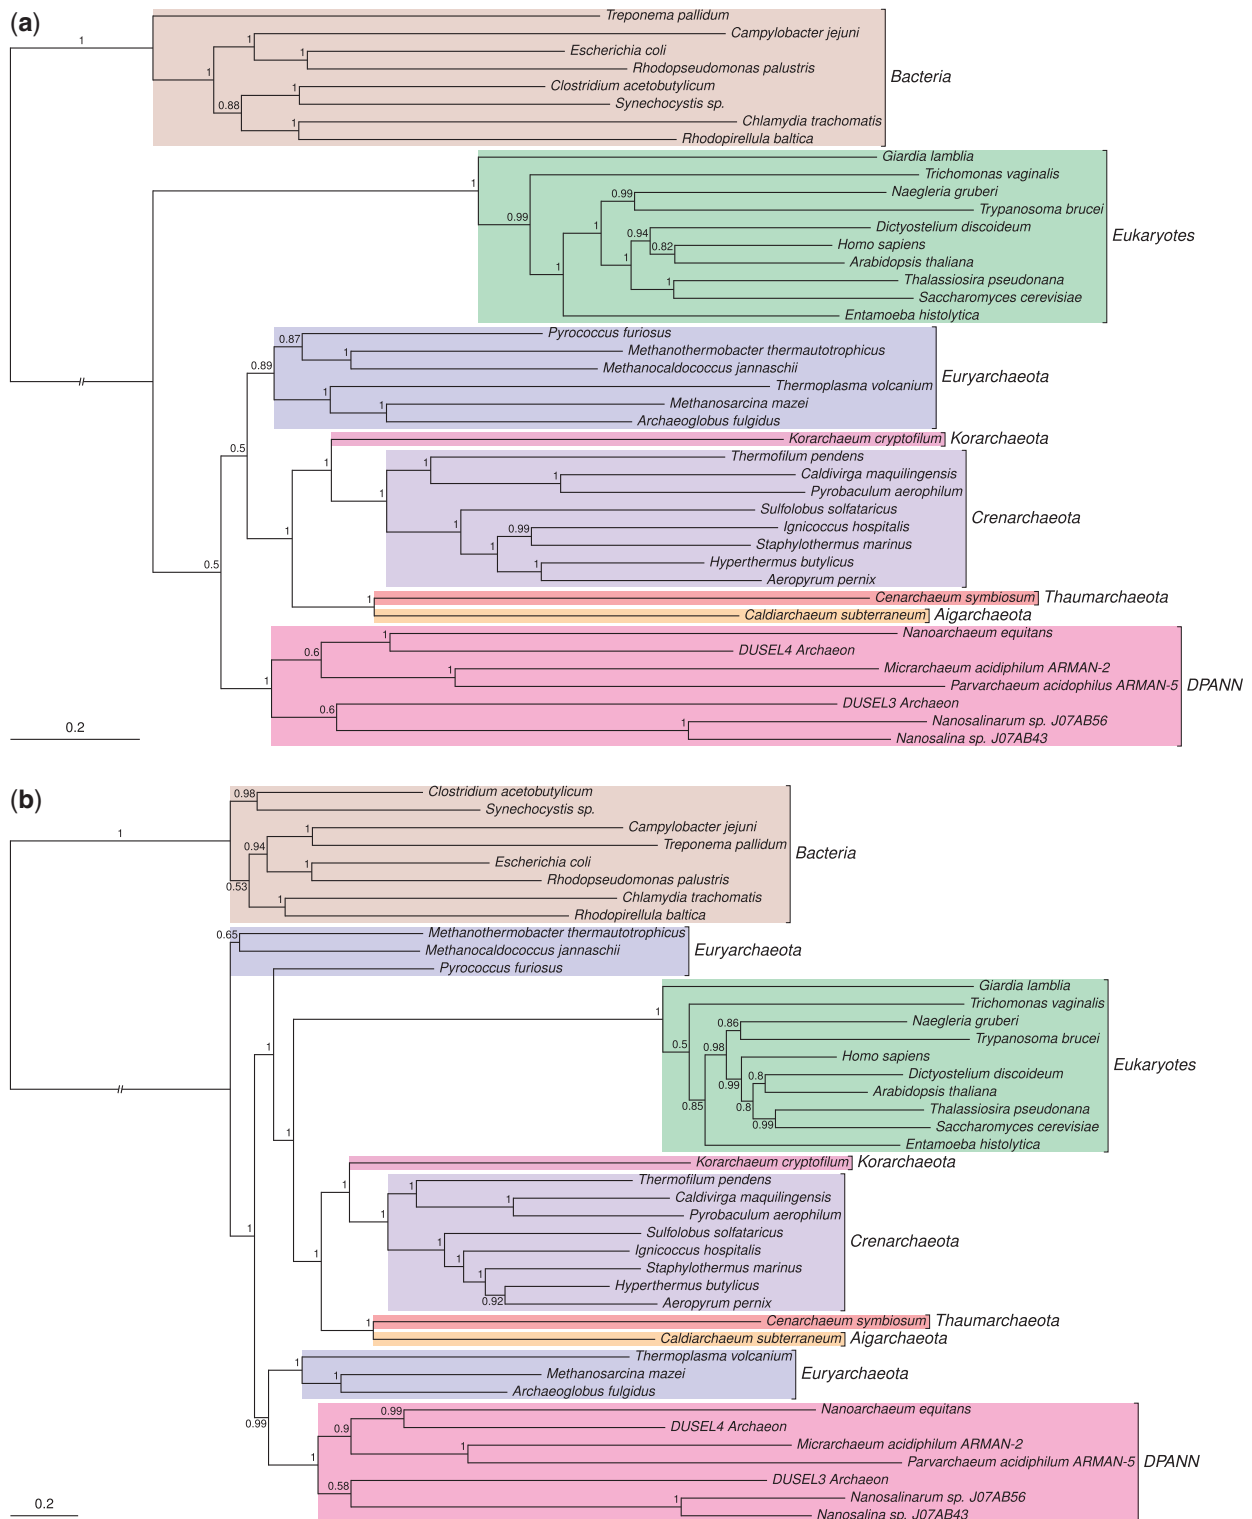 (a)
1
Treponema pallidum
Campylobacter jejuni
1
Escherichia coli
1
Rhodopseudomonas palustris
1
Bacteria
Clostridium acetobutylicum
1
Synechocystis sp.
0.88
Chlamydia trachomatis
1
Rhodopirellula baltica
Giardia lamblia
1
Trichomonas vaginalis
0.99
Naegleria gruberi
0.99
Trypanosoma brucei
1
Dictyostelium discoideum
0.94
Eukaryotes
Homo sapiens
0.82
Arabidopsis thaliana
1
1
Thalassiosira pseudonana
1
Saccharomyces cerevisiae
Entamoeba histolytica
Pyrococcus furiosus
0.87
Methanothermobacter thermautotrophicus
1
Methanocaldococcus jannaschii
0.89
Euryarchaeota
Thermoplasma volcanium
1
Methanosarcina mazei
1
Archaeoglobus fulgidus
0.5
Korarchaeum cryptofilum
Korarchaeota
1
Thermofilum pendens
1
Caldivirga maquilingensis
1
Pyrobaculum aerophilum
1
Sulfolobus solfataricus
1
Crenarchaeota
Ignicoccus hospitalis
0.99
Staphylothermus marinus
1
1
Hyperthermus butylicus
1
Aeropyrum pernix
0.5
Cenarchaeum symbiosum
Thaumarchaeota
1
Caldiarchaeum subterraneum
Aigarchaeota
Nanoarchaeum equitans
1
DUSEL4 Archaeon
0.6
Micrarchaeum acidiphilum ARMAN-2
1
Parvarchaeum acidophilus ARMAN-5
1
DPANN
DUSEL3 Archaeon
0.6
Nanosalinarum sp. J07AB56
1
Nanosalina sp. J07AB43
0.2
(b)
Clostridium acetobutylicum
0.98
Synechocystis sp.
1
Campylobacter jejuni
1
Treponema pallidum
0.94
Bacteria
Escherichia coli
1
Rhodopseudomonas palustris
0.53
Chlamydia trachomatis
1
Rhodopirellula baltica
Methanothermobacter thermautotrophicus
0.65
Methanocaldococcus jannaschii
Euryarchaeota
Pyrococcus furiosus
Giardia lamblia
1
Trichomonas vaginalis
0.5
Naegleria gruberi
0.86
Trypanosoma brucei
0.98
Homo sapiens
Eukaryotes
1
0.99
Dictyostelium discoideum
0.8
Arabidopsis thaliana
0.85
0.8
Thalassiosira pseudonana
0.99
Saccharomyces cerevisiae
1
Entamoeba histolytica
Korarchaeum cryptofilum
Korarchaeota
1
Thermofilum pendens
1
Caldivirga maquilingensis
1
Pyrobaculum aerophilum
1
Sulfolobus solfataricus
1
1
Crenarchaeota
Ignicoccus hospitalis
1
1
Staphylothermus marinus
1
Hyperthermus butylicus
0.92
Aeropyrum pernix
Cenarchaeum symbiosum
Thaumarchaeota
1
Caldiarchaeum subterraneum
Aigarchaeota
Thermoplasma volcanium
1
Methanosarcina mazei
Euryarchaeota
1
Archaeoglobus fulgidus
0.99
Nanoarchaeum equitans
0.99
DUSEL4 Archaeon
0.9
Micrarchaeum acidiphilum ARMAN-2
1
Parvarchaeum acidiphilum ARMAN-5
1
DPANN
DUSEL3 Archaeon
0.58
Nanosalinarum sp. J07AB56
1
Nanosalina sp. J07AB43
0.2